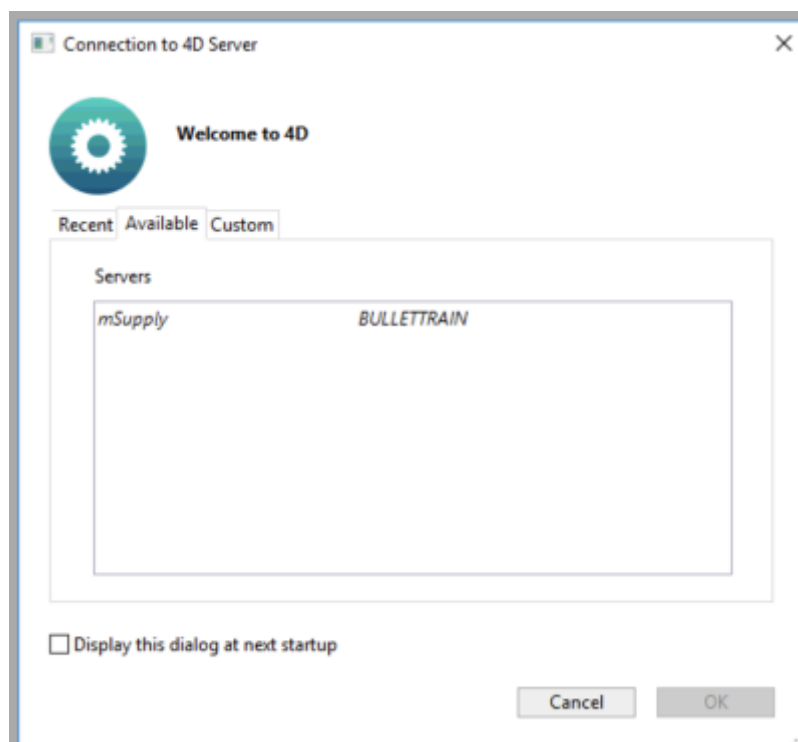 Connection to 4D Server
Welcome to 4D
Recent Available Custom
Servers
mSupply BULLETTRAIN
Display this dialog at next startup
Cancel OK